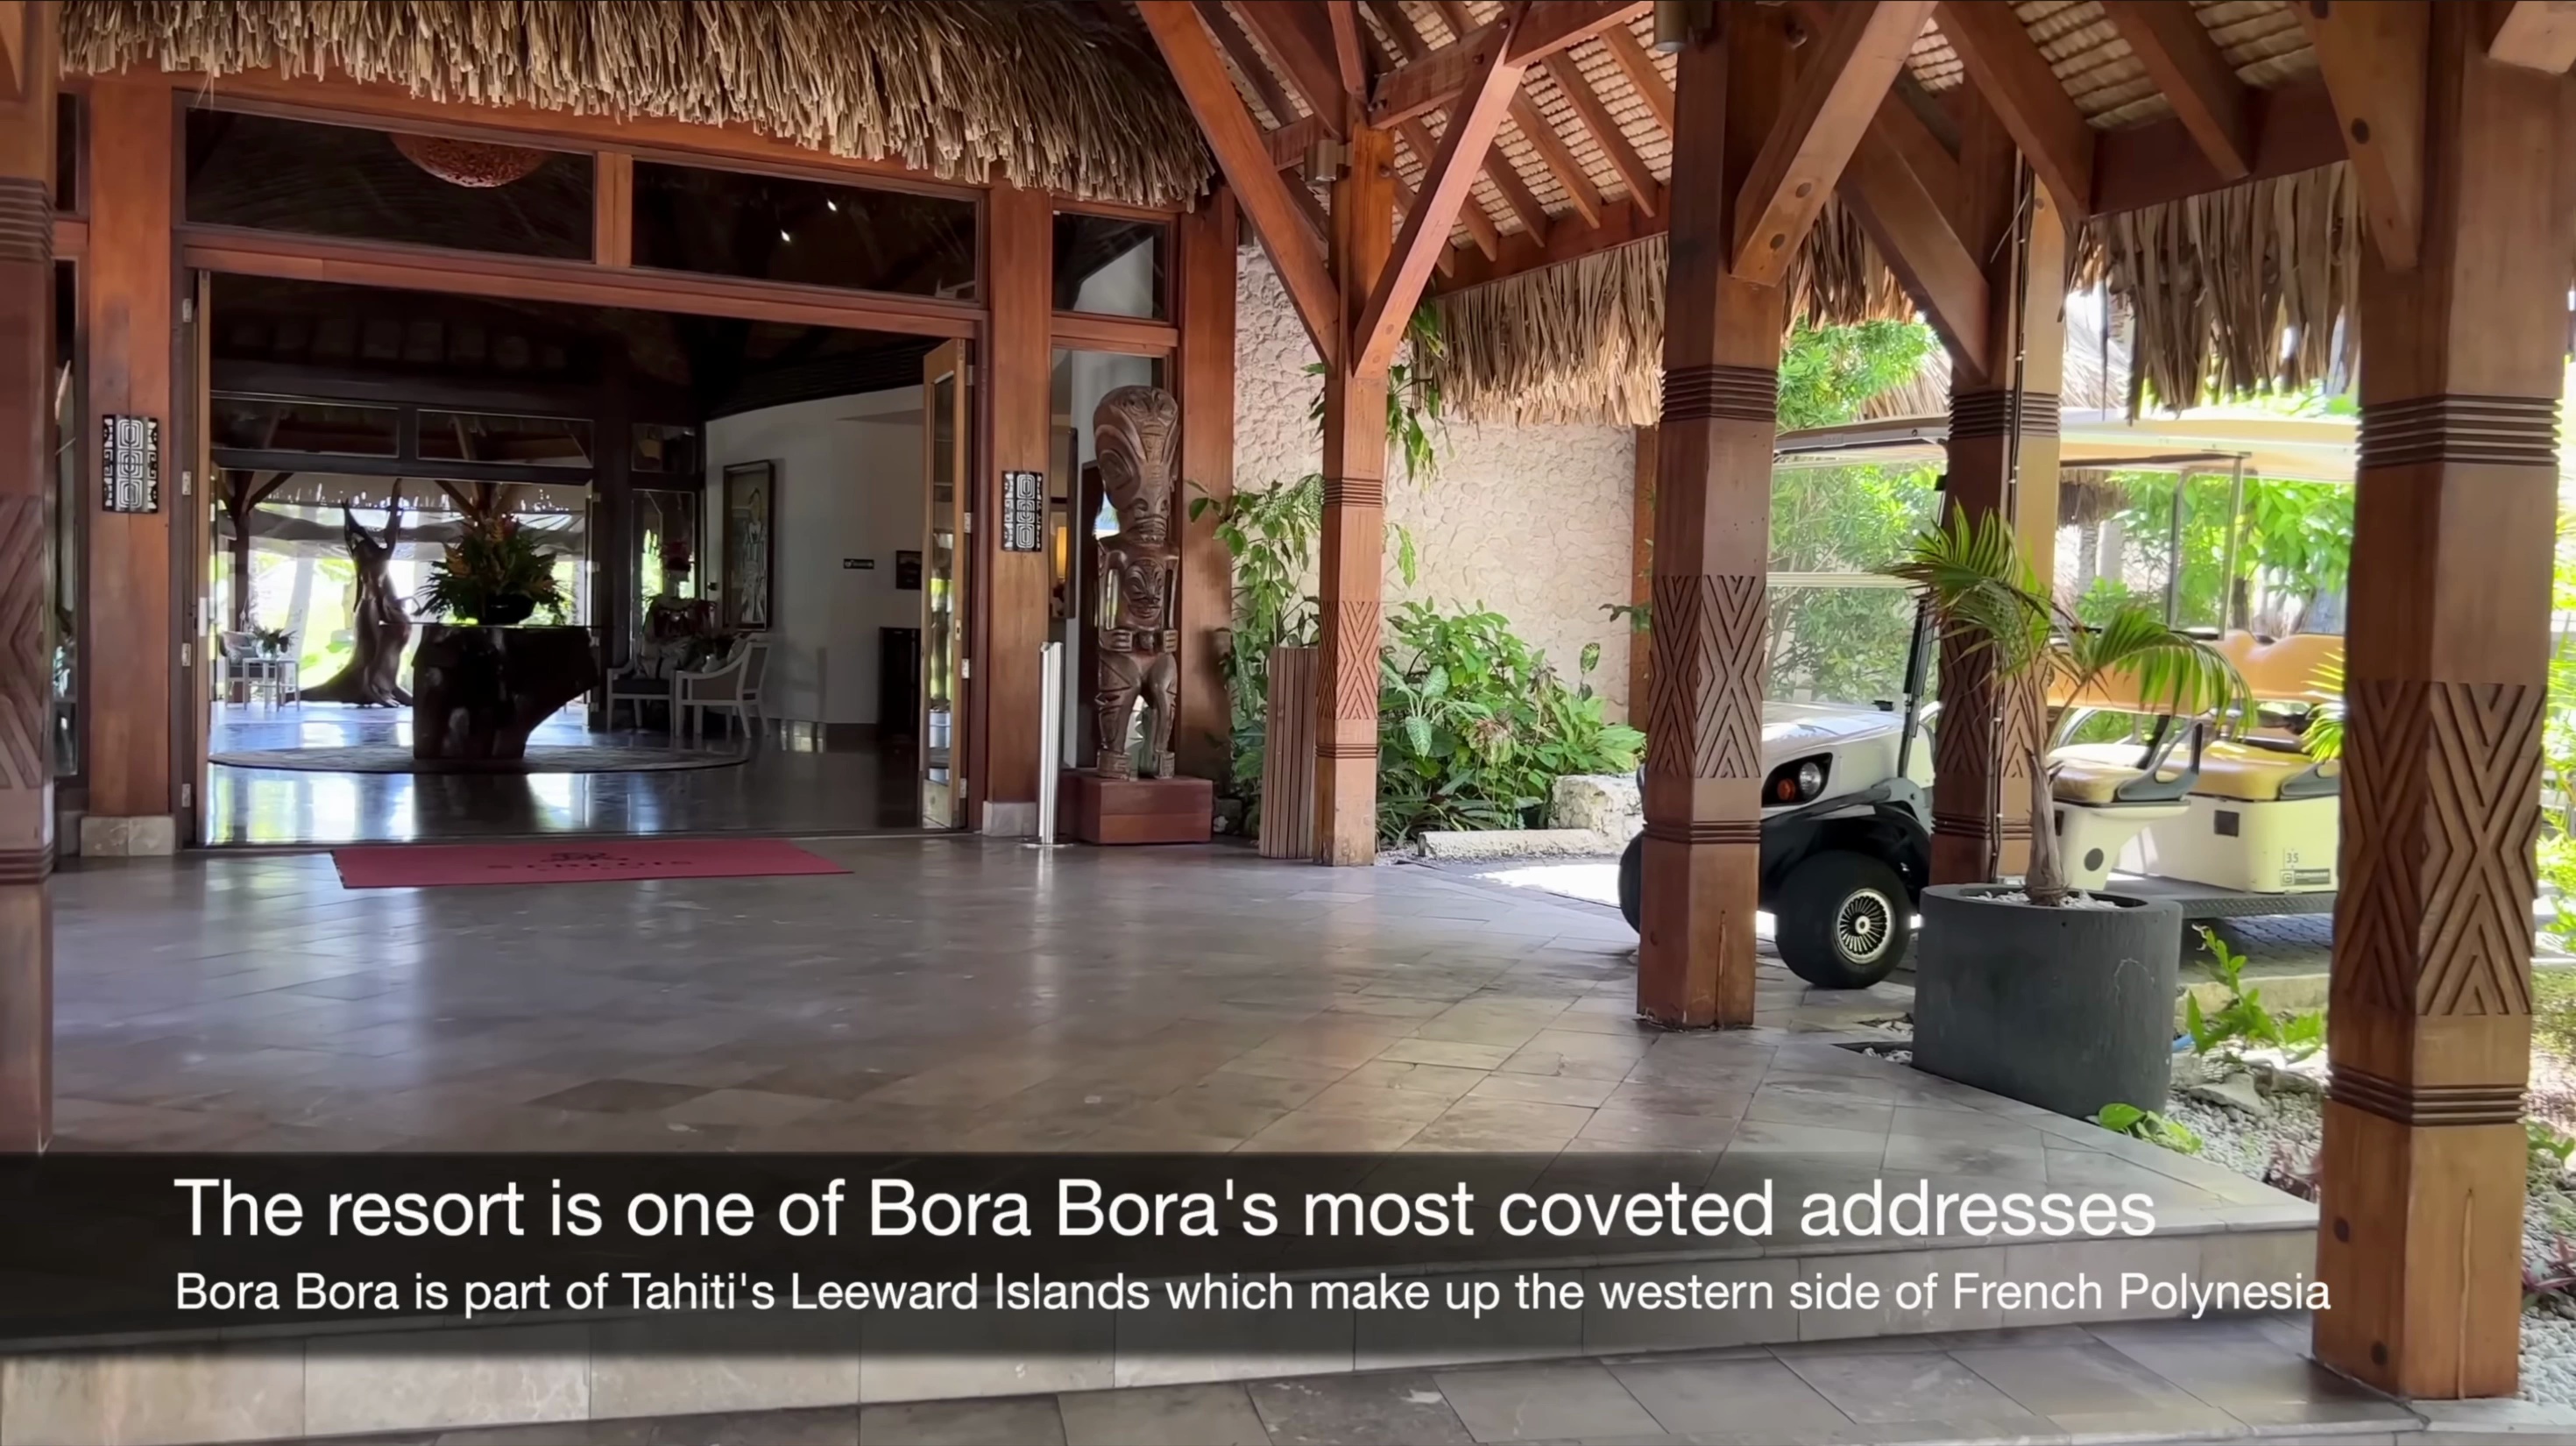 35
The resort is one of Bora Bora's most coveted addresses
Bora Bora is part of Tahiti's Leeward Islands which make up the western side of French Polynesia